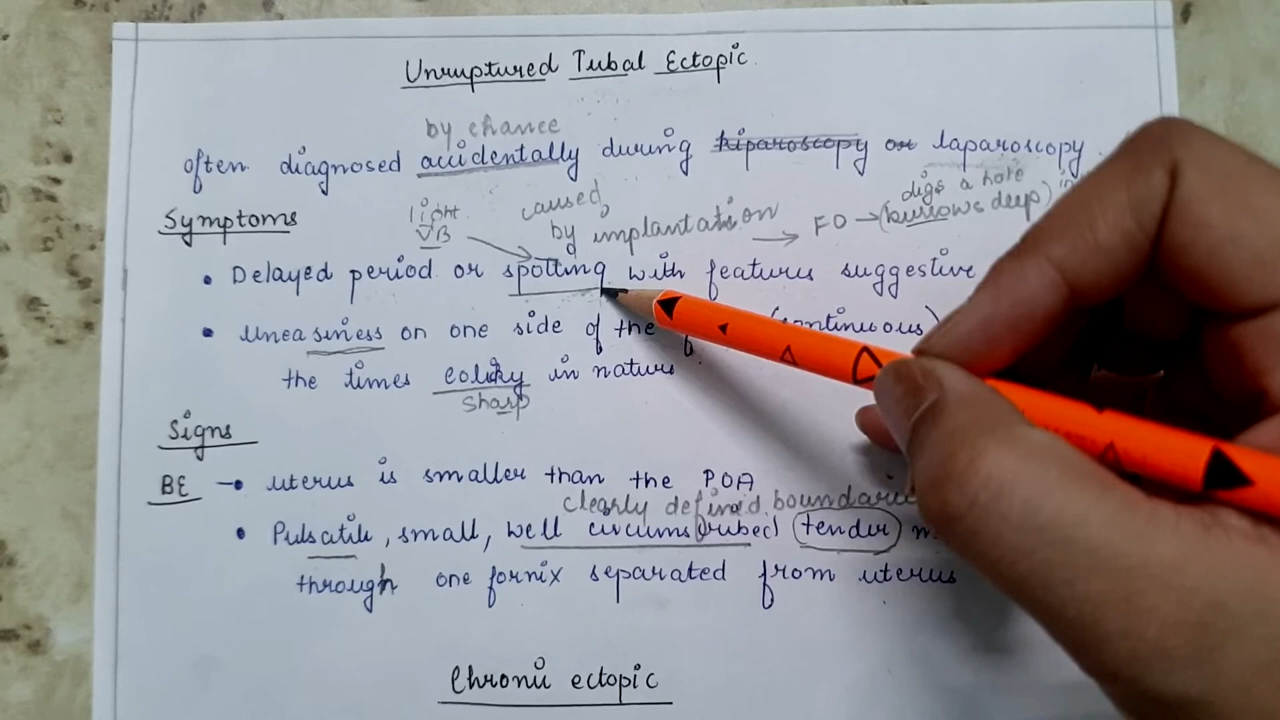 Unruptured Tubal Ectopic
by chance
often diagnosed accidentally during laparoscopy
Symptoms
light
VB
caused
by implantation → FO → (burrows deep)
digs a hole
• Delayed period or spotting with features suggestive
• Uneasiness on one side of the (continuous)
the times colicky in nature
sharp
Signs
BE → • uterus is smaller than the POA
clearly defined boundaries
• Pulsatile, small, well circumscribed tender
through one fornix separated from uterus
Chronic ectopic